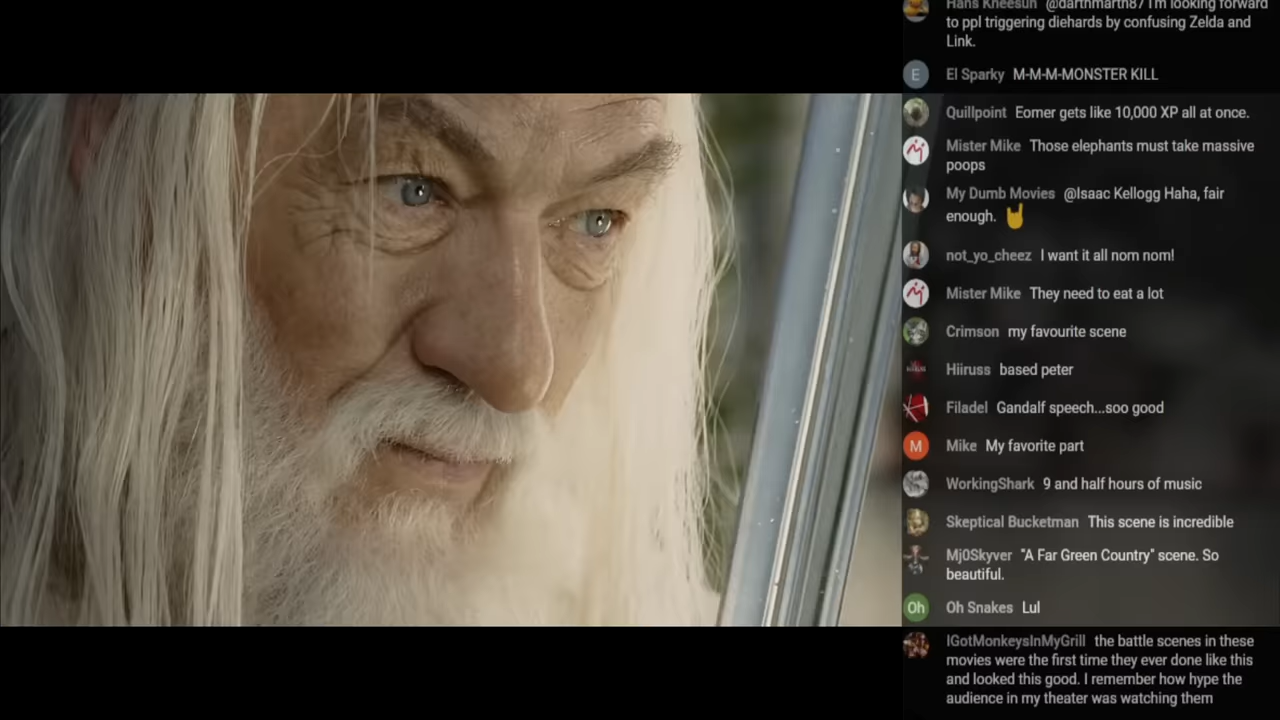 Hans Kneesun @darthmarth87 I'm looking forward
to ppl triggering diehards by confusing Zelda and
Link.
E El Sparky M-M-M-MONSTER KILL
Quillpoint Eomer gets like 10,000 XP all at once.
Mister Mike Those elephants must take massive
poops
My Dumb Movies @Isaac Kellogg Haha, fair
enough.
not_yo_cheez I want it all nom nom!
Mister Mike They need to eat a lot
Crimson my favourite scene
Hiiruss based peter
Filadel Gandalf speech...soo good
M Mike My favorite part
WorkingShark 9 and half hours of music
Skeptical Bucketman This scene is incredible
Mj0Skyver "A Far Green Country" scene. So
beautiful.
Oh Oh Snakes Lul
IGotMonkeysInMyGrill the battle scenes in these
movies were the first time they ever done like this
and looked this good. I remember how hype the
audience in my theater was watching them